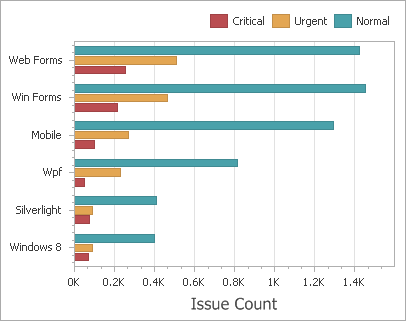 Critical Urgent Normal
Web Forms
Win Forms
Mobile
Wpf
Silverlight
Windows 8
0K 0.2K 0.4K 0.6K 0.8K 1K 1.2K 1.4K
Issue Count